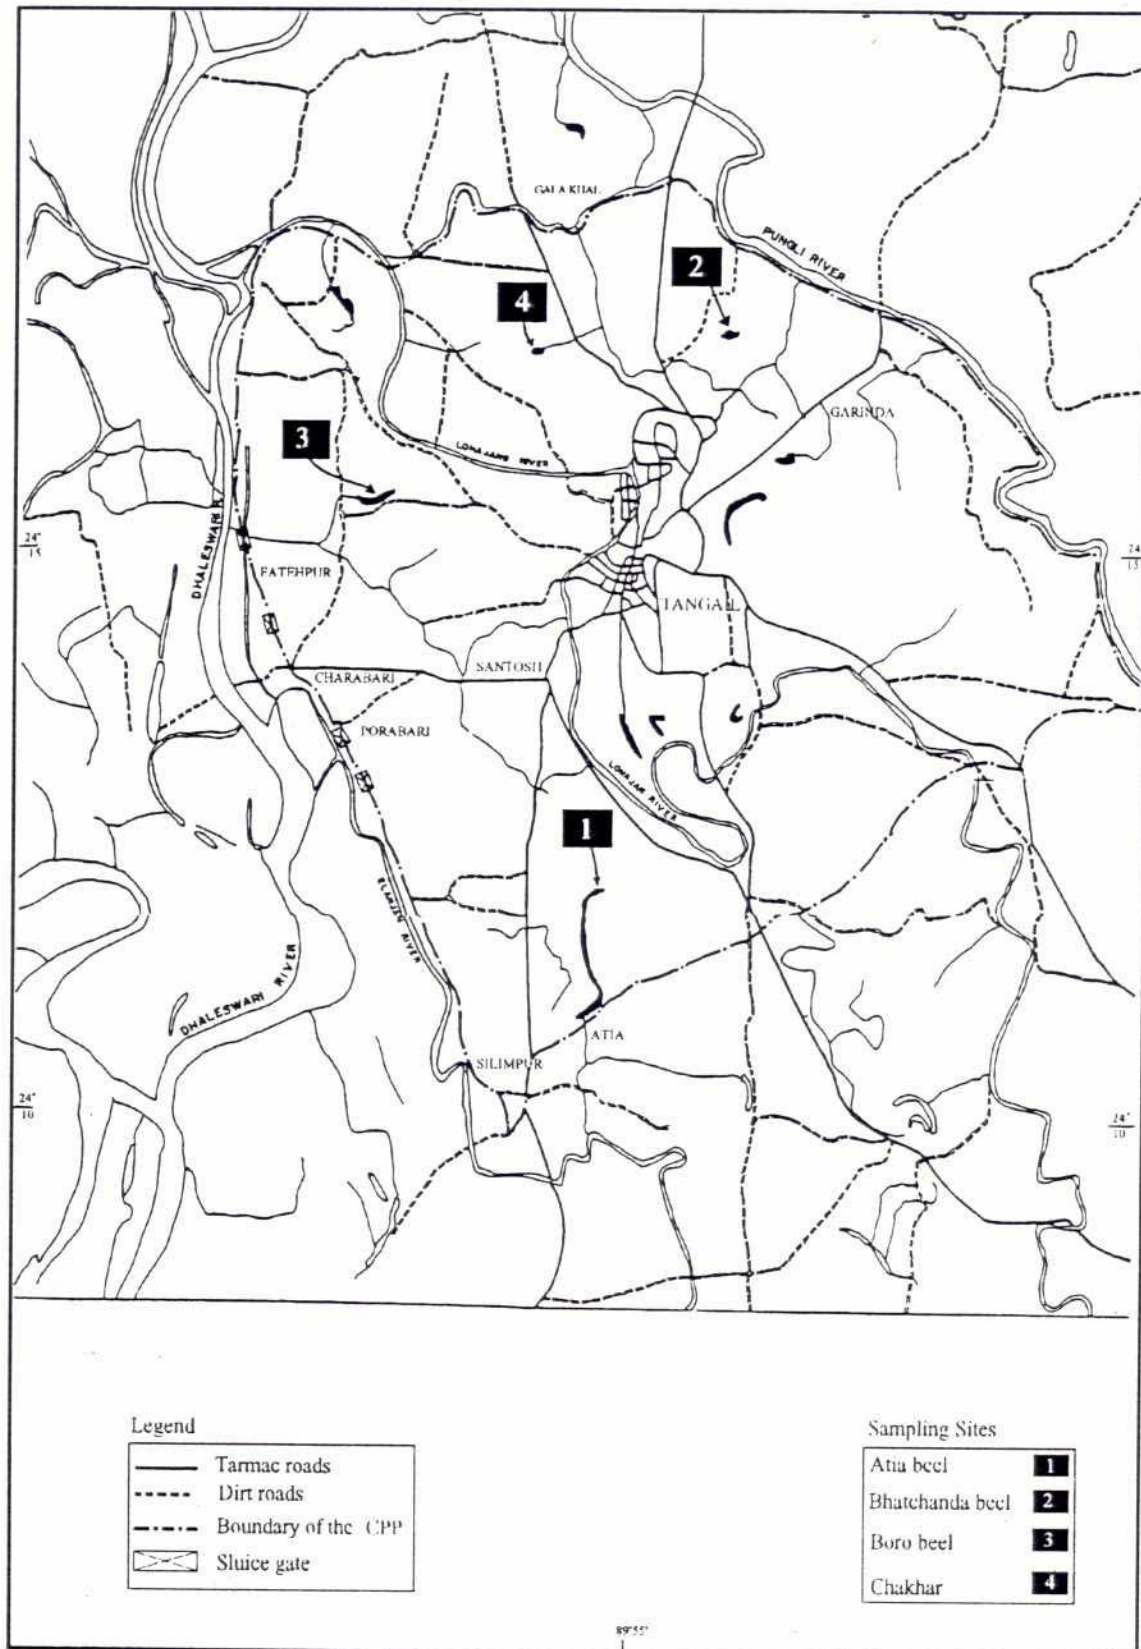 GALA KHAL
PUNGLI RIVER
2
4
GARINDA
3
LOHAJANG RIVER
24°
15
24°
15
DHALESWARI R
FATEHPUR
TANGAIL
SANTOSH
CHARABARI
PORABARI
LOHAJAN RIVER
1
ELANJEN RIVER
DHALESWARI RIVER
ATIA
SILIMPUR
24°
10
24°
10
Legend
Tarmac roads
Dirt roads
Boundary of the CPP
Sluice gate
Sampling Sites
Atia beel 1
Bhatchanda beel 2
Boro beel 3
Chakhar 4
89°55'